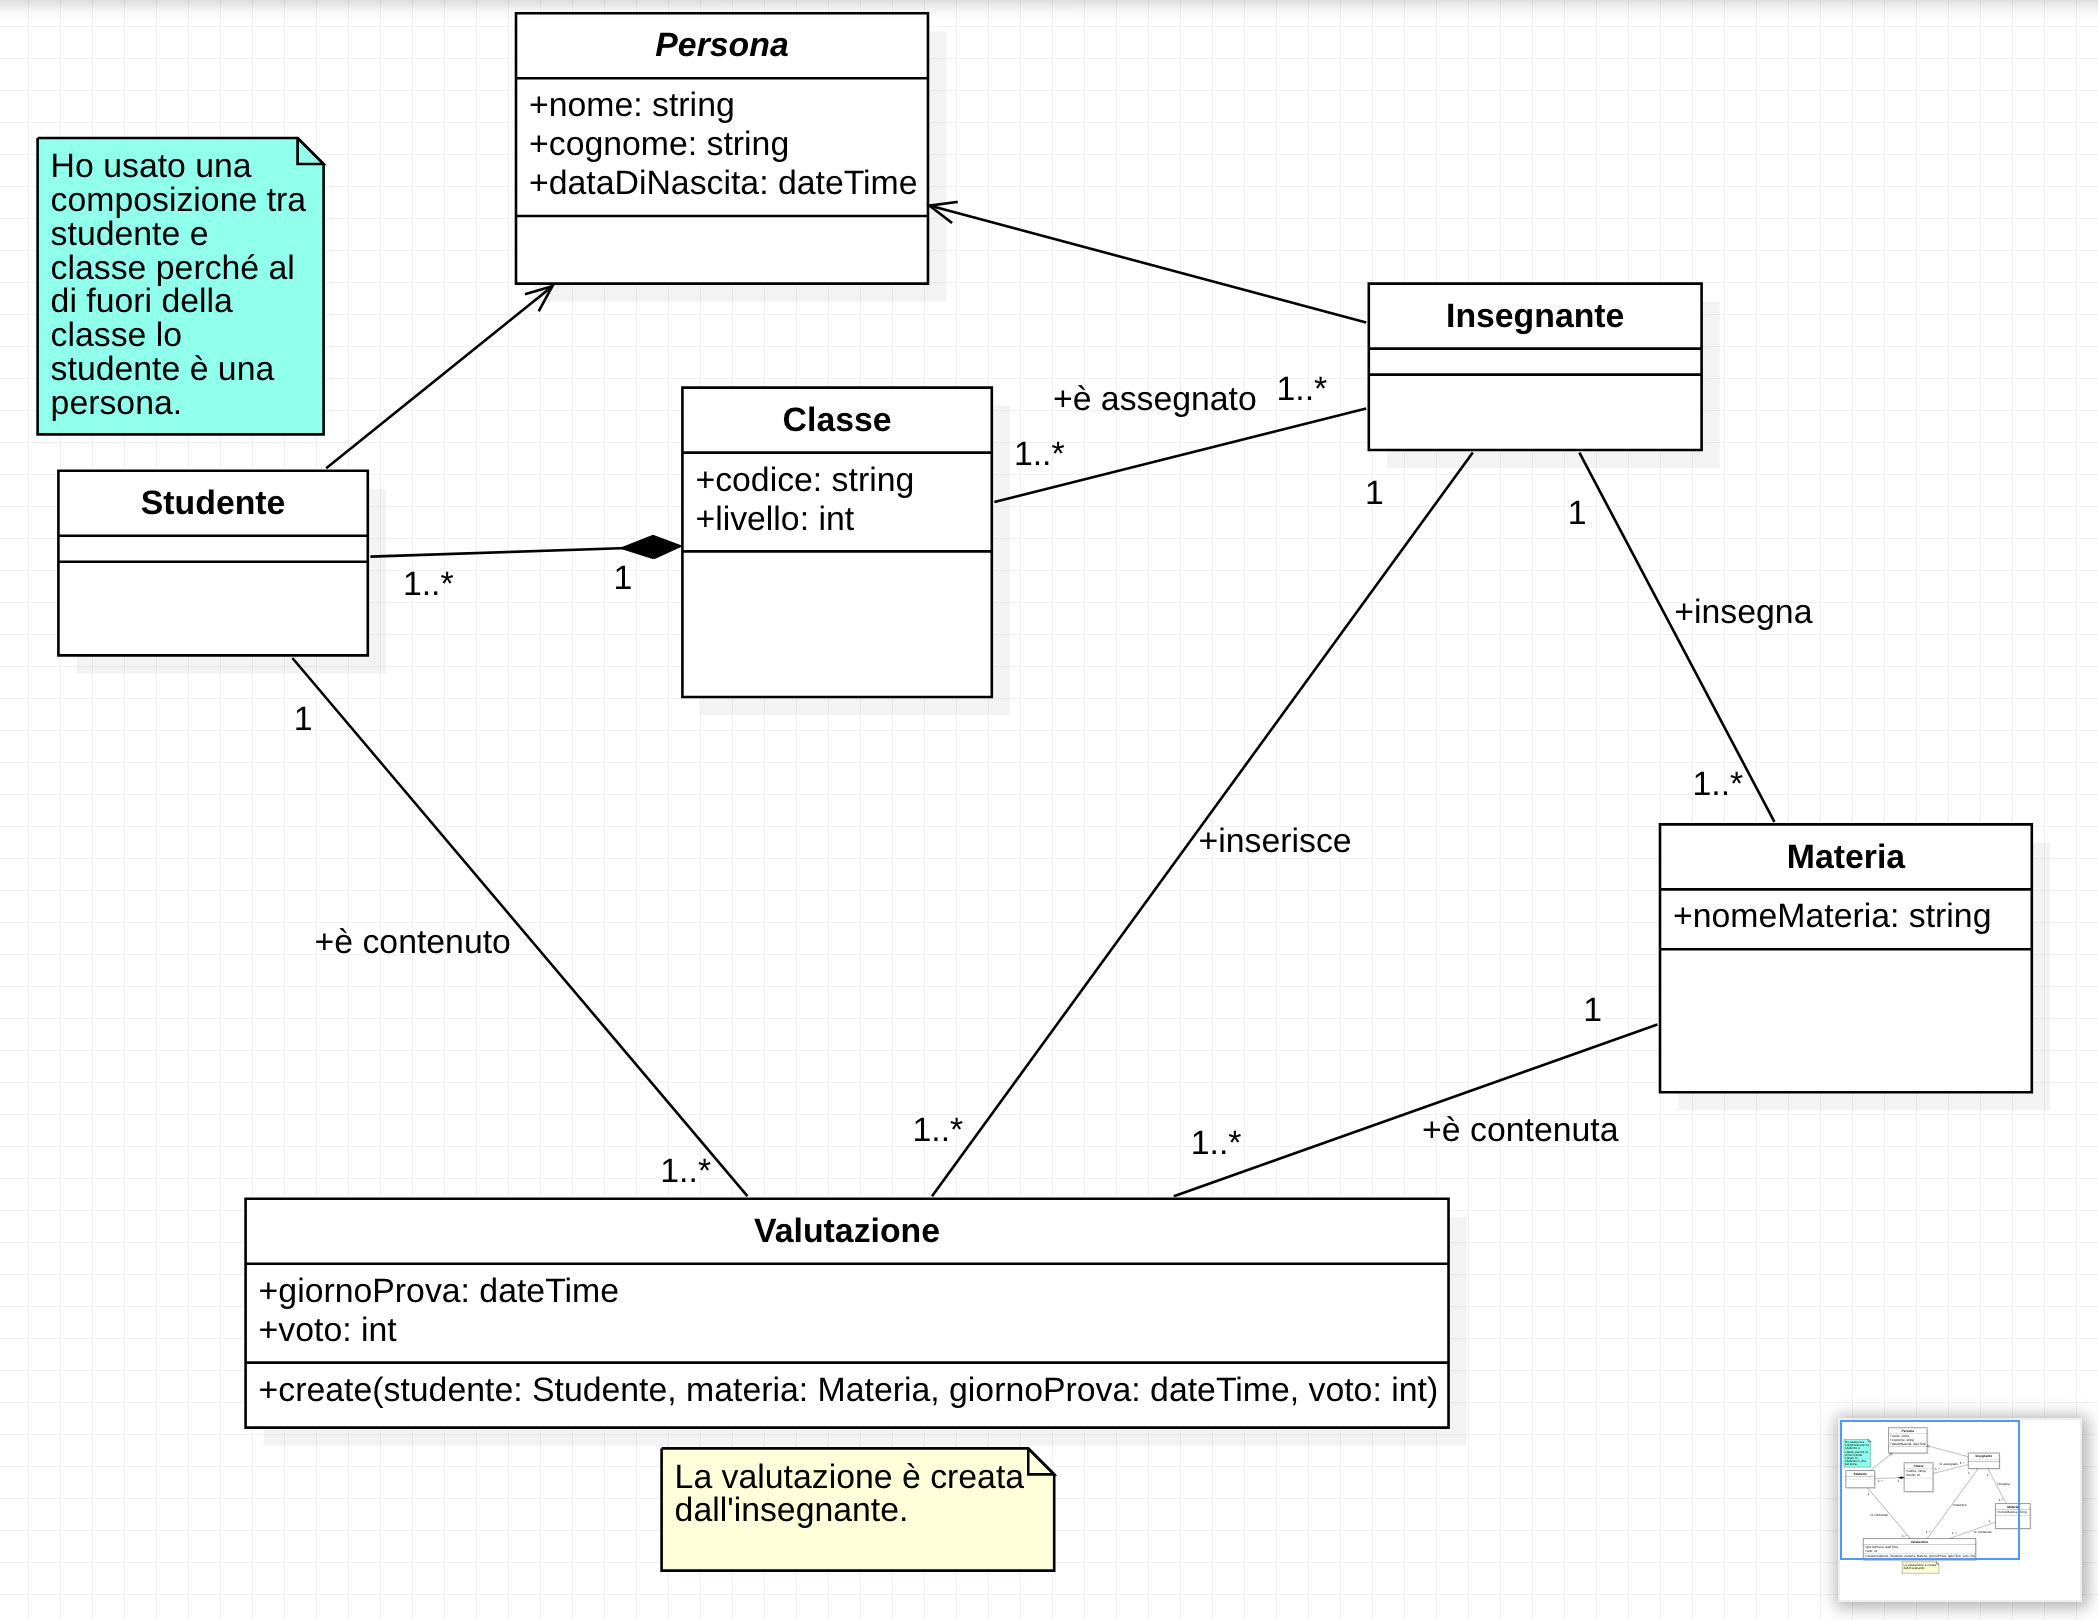 Persona
+nome: string
+cognome: string
+dataDiNascita: dateTime
Ho usato una
composizione tra
studente e
classe perché al
di fuori della
classe lo
studente è una
persona.
Insegnante
+è assegnato
1..*
1..*
Classe
+codice: string
+livello: int
Studente
1..*
1
1
1
+insegna
1..*
1
+inserisce
Materia
+nomeMateria: string
+è contenuto
1
+è contenuta
1..*
1..*
1..*
Valutazione
+giornoProva: dateTime
+voto: int
+create(studente: Studente, materia: Materia, giornoProva: dateTime, voto: int)
La valutazione è creata
dall'insegnante.